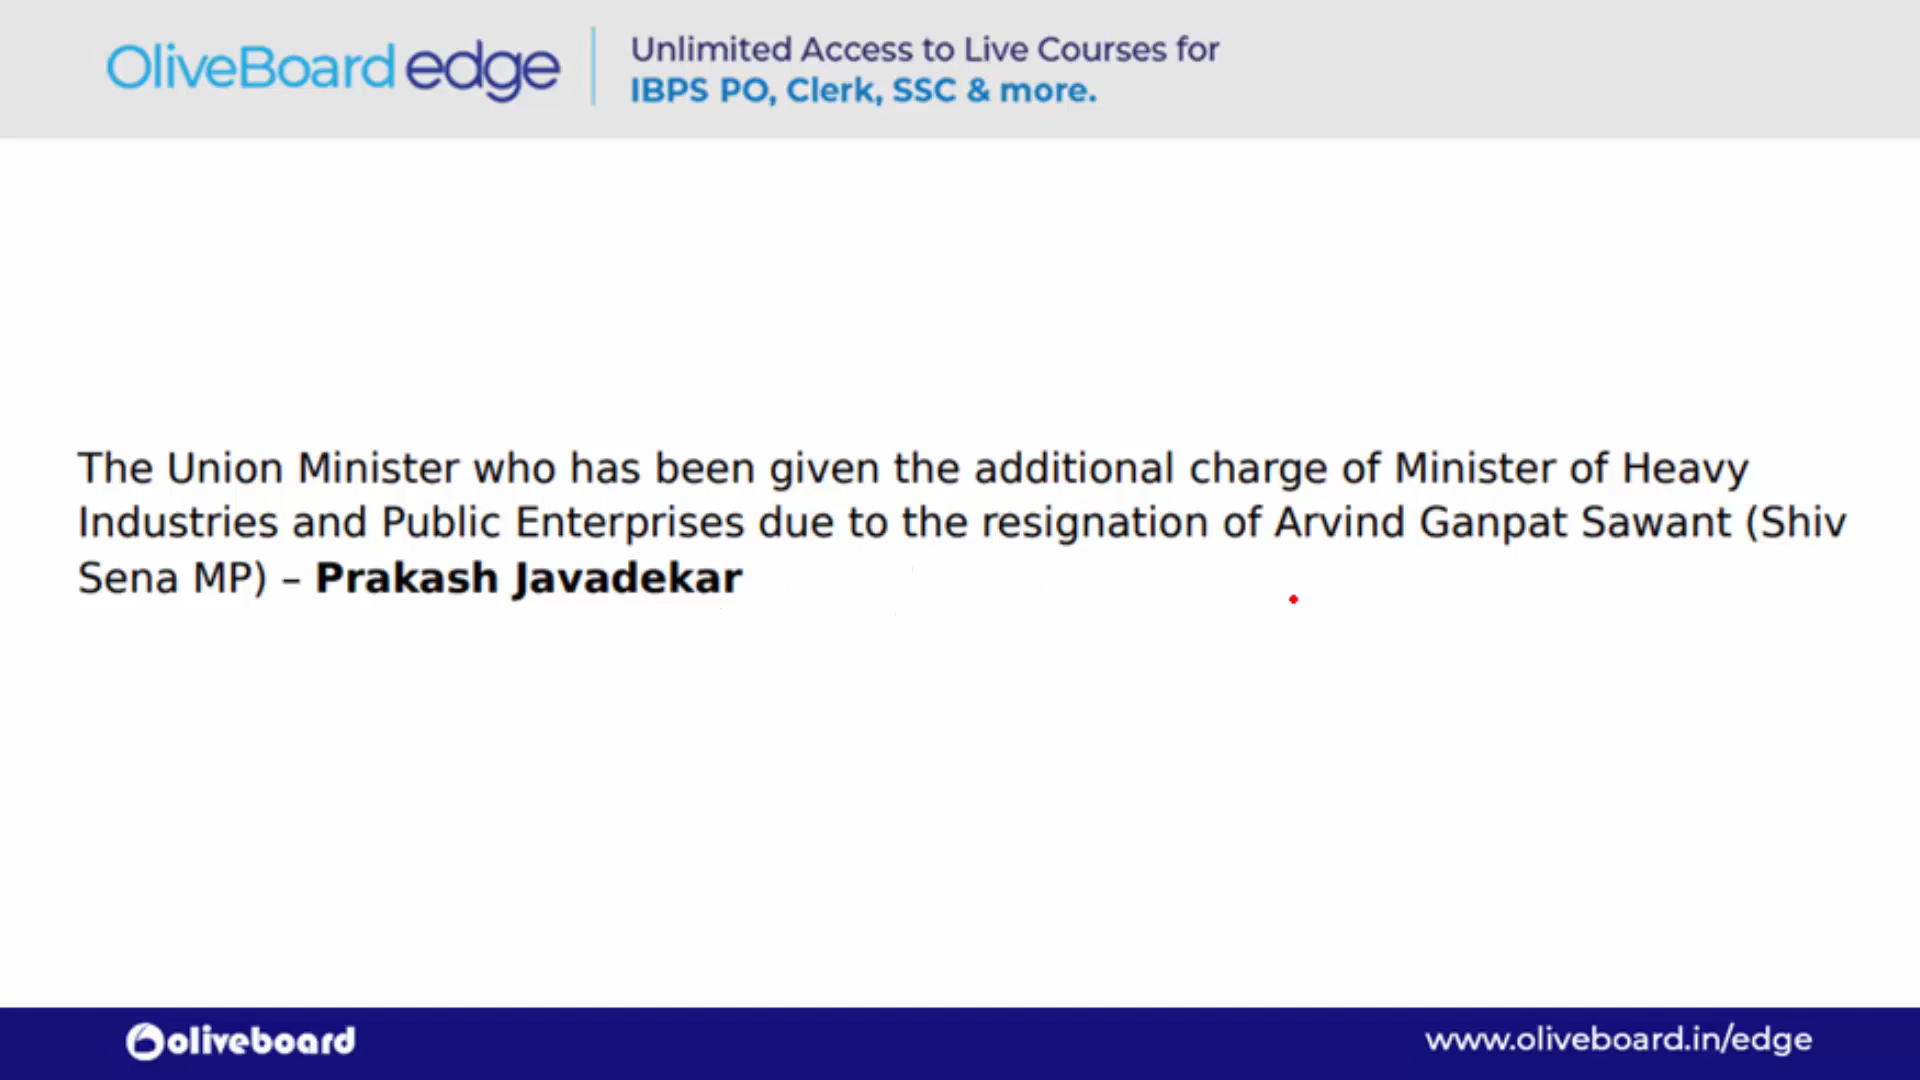 OliveBoard edge
Unlimited Access to Live Courses for
IBPS PO, Clerk, SSC & more.
The Union Minister who has been given the additional charge of Minister of Heavy
Industries and Public Enterprises due to the resignation of Arvind Ganpat Sawant (Shiv
Sena MP) – Prakash Javadekar
oliveboard
www.oliveboard.in/edge